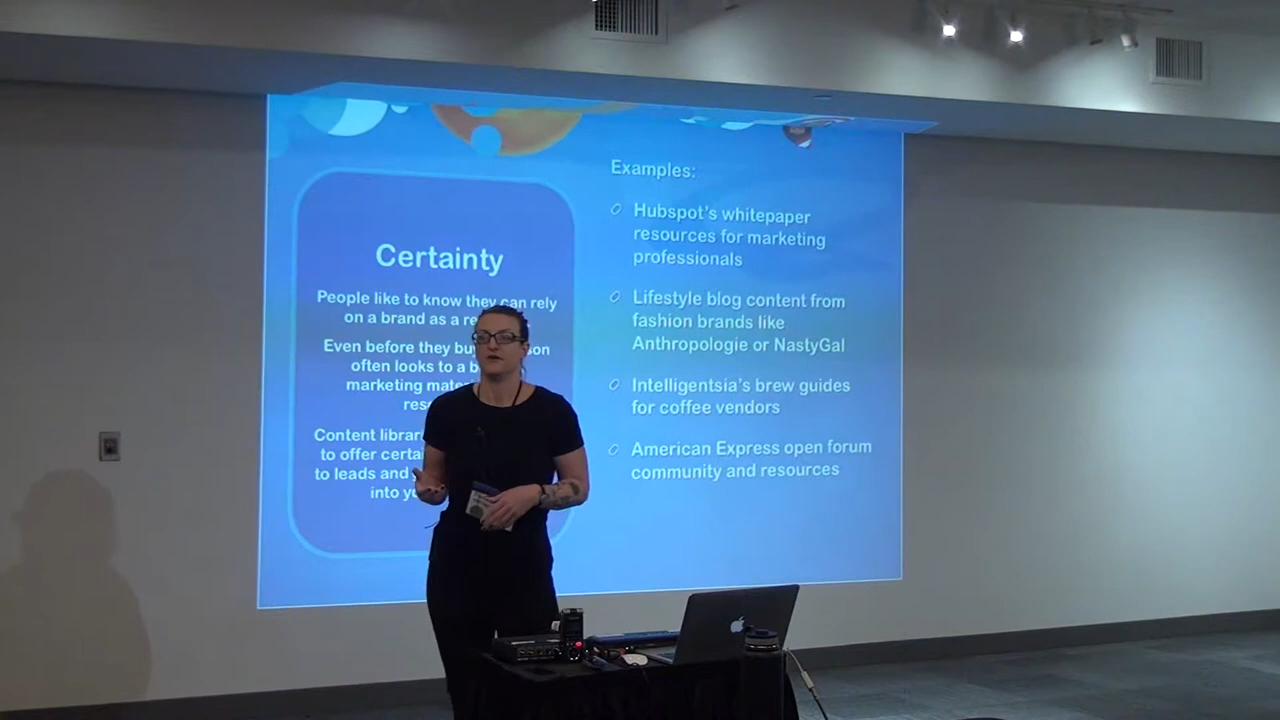 Certainty
People like to know they can rely
on a brand as a re
Even before they buy son
often looks to a b
marketing mate
res
Content librar
to offer certa
to leads and
into yo
Examples:
Hubspot's whitepaper
resources for marketing
professionals
Lifestyle blog content from
fashion brands like
Anthropologie or NastyGal
Intelligentsia's brew guides
for coffee vendors
American Express open forum
community and resources